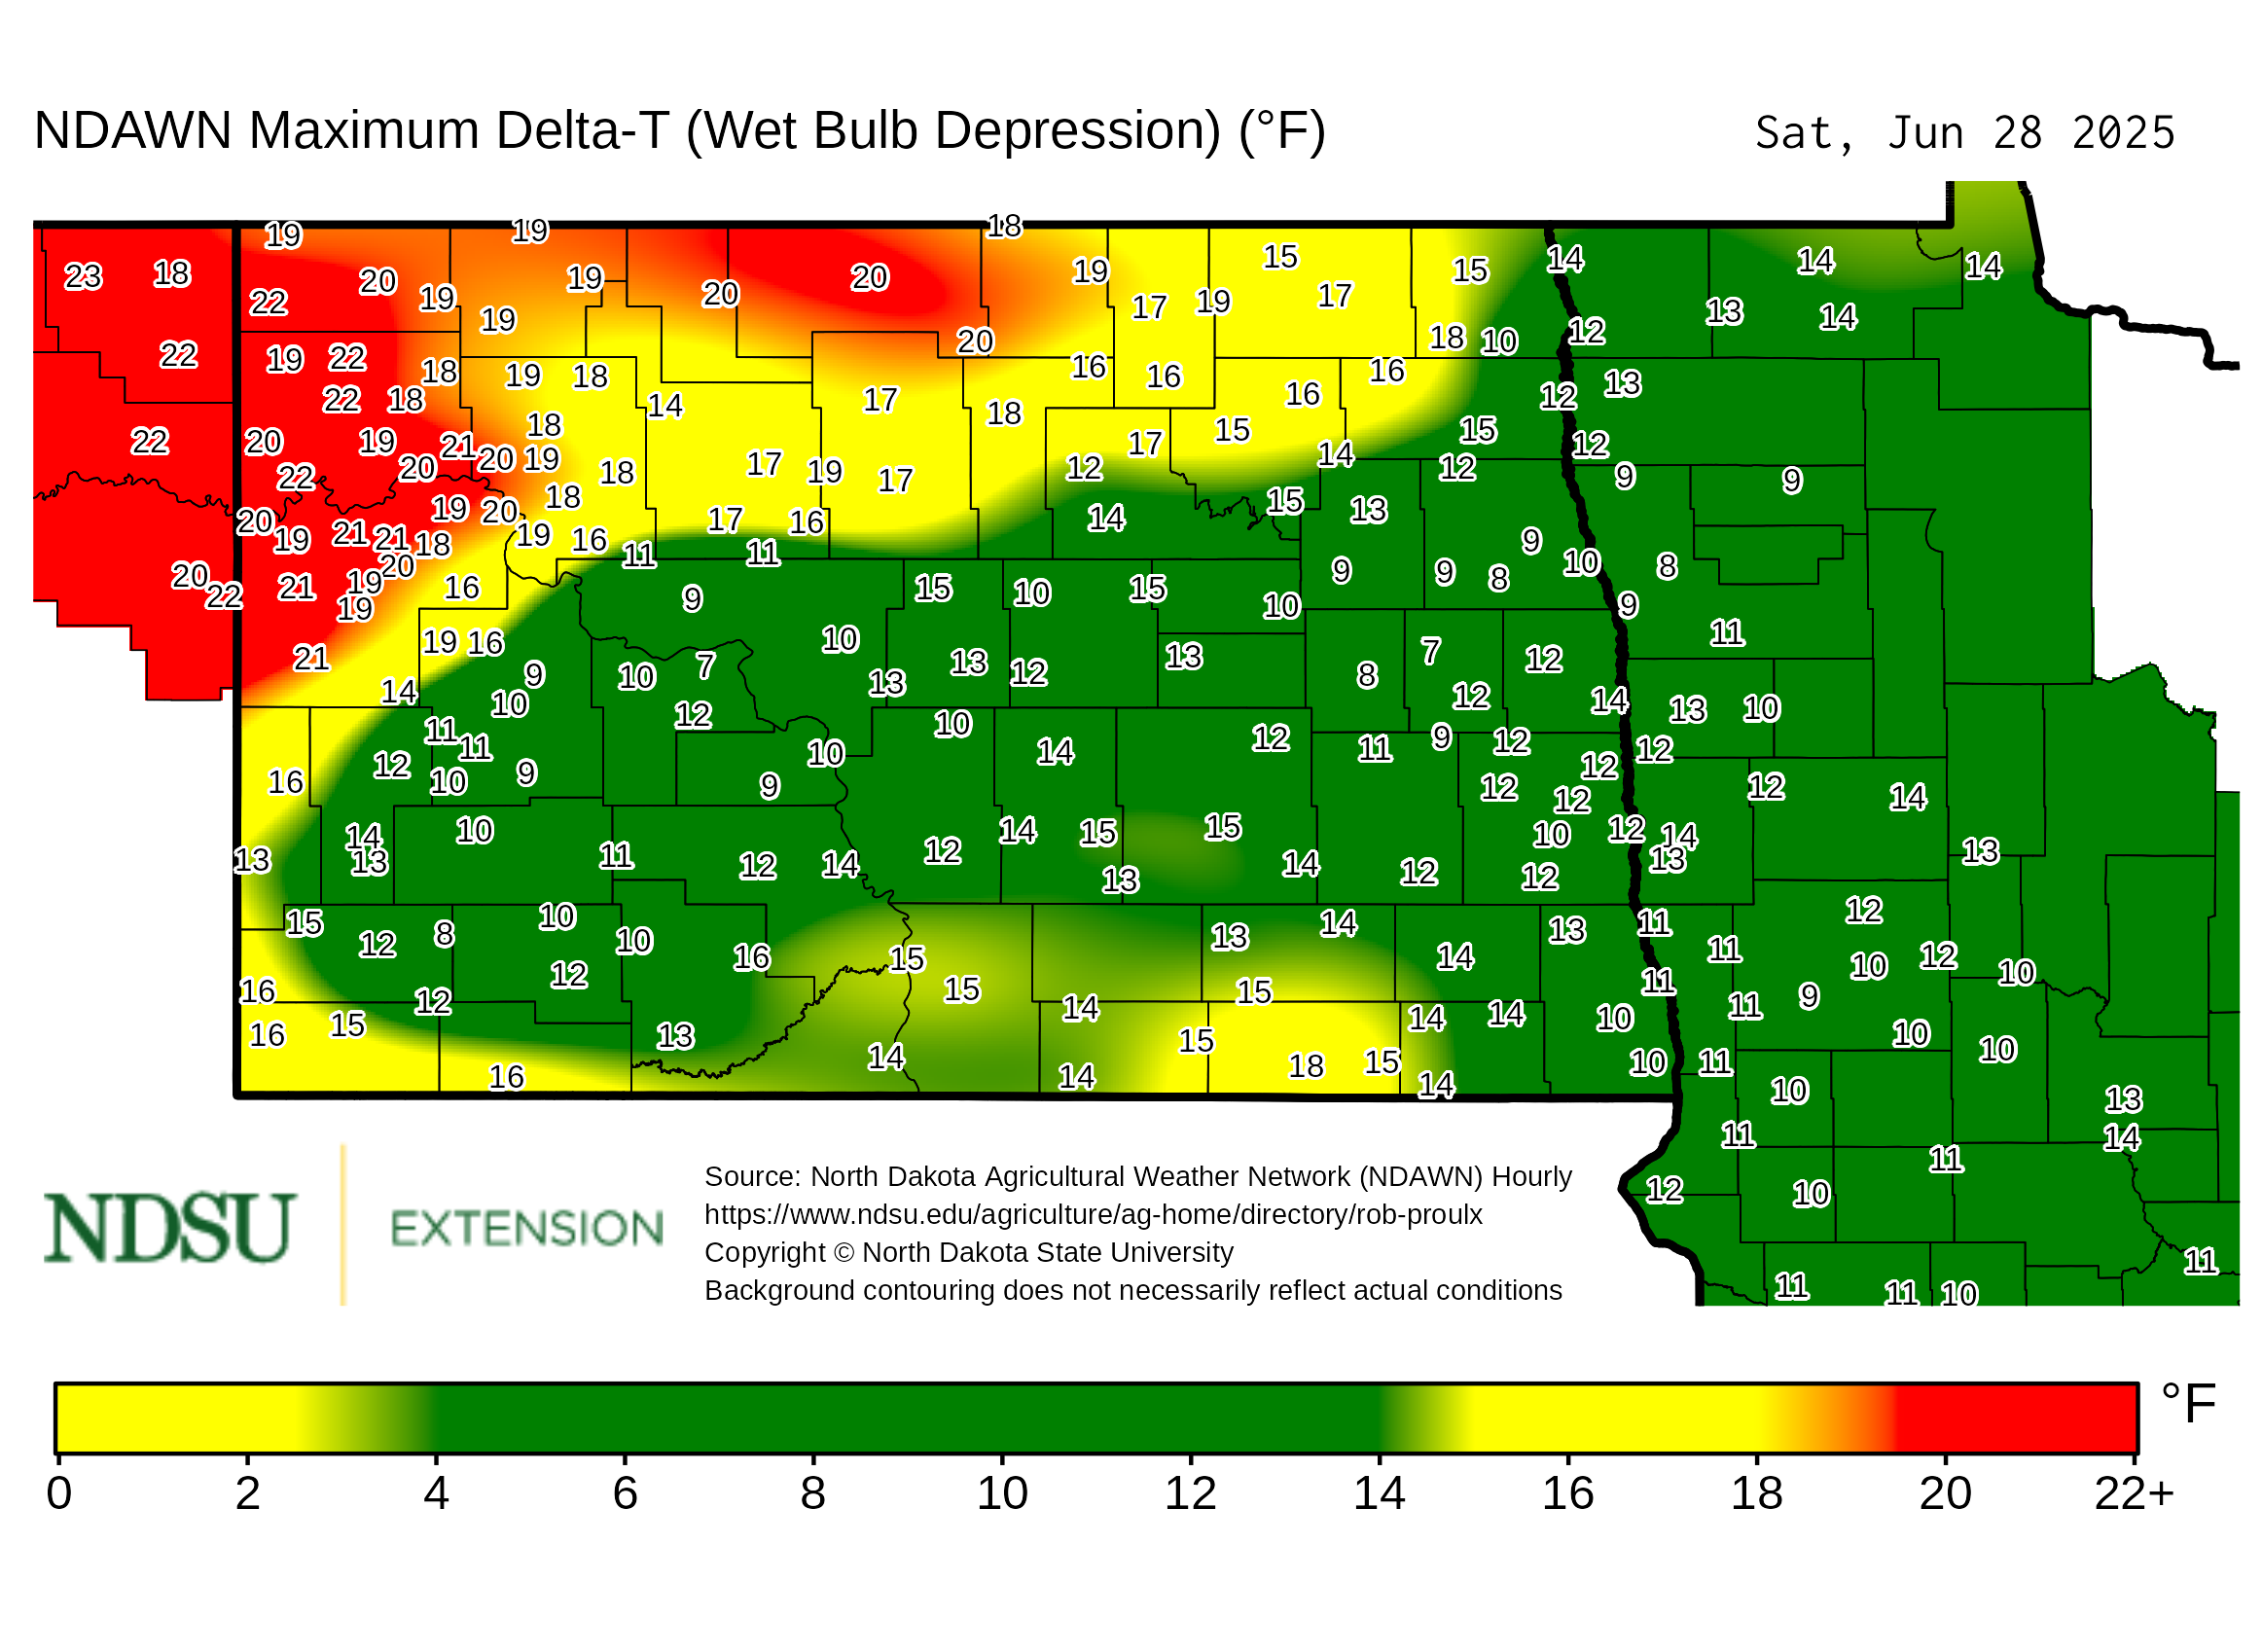 NDAWN Maximum Delta-T (Wet Bulb Depression) (°F)
Sat, Jun 28 2025
19 19 18
23 18 20 19 20 19 15 15 14 14 14
22 19 20 17 19 17 13 14
19 20 18 10 12
22 19 22 18 19 18 16 16 16 16 13
22 18 14 17 18 12
22 20 19 21 18 17 15 15 12
22 20 20 19 18 17 19 17 12 14 12 9 9
20 19 20 18 17 16 14 15 13
19 21 21 18 19 16 11 11 9 10 8
20 22 21 19 20 16 9 15 10 15 9 9 8
19 10 9
21 19 16 10 13 12 13 7 12 11
14 9 10 7 13 8 12 14
10 12 10 13 10
11 11 12 14 12 11 9 12 12
16 12 10 9 9 10 12 12 12 14
14 10 14 15 15 10 12 14
13 13 11 12 14 12 13 14 12 12 13 13
15 10 14 13 11 12
12 8 10 16 15 13 14 11 10 12
16 12 12 15 15 11 9 10
16 15 13 14 15 14 14 10 11 10
16 14 14 18 15 14 10 11 10 10
13
11 14
12 10 11
11
11 11 10
NDSU
EXTENSION
Source: North Dakota Agricultural Weather Network (NDAWN) Hourly
https://www.ndsu.edu/agriculture/ag-home/directory/rob-proulx
Copyright © North Dakota State University
Background contouring does not necessarily reflect actual conditions
°F
0 2 4 6 8 10 12 14 16 18 20 22+